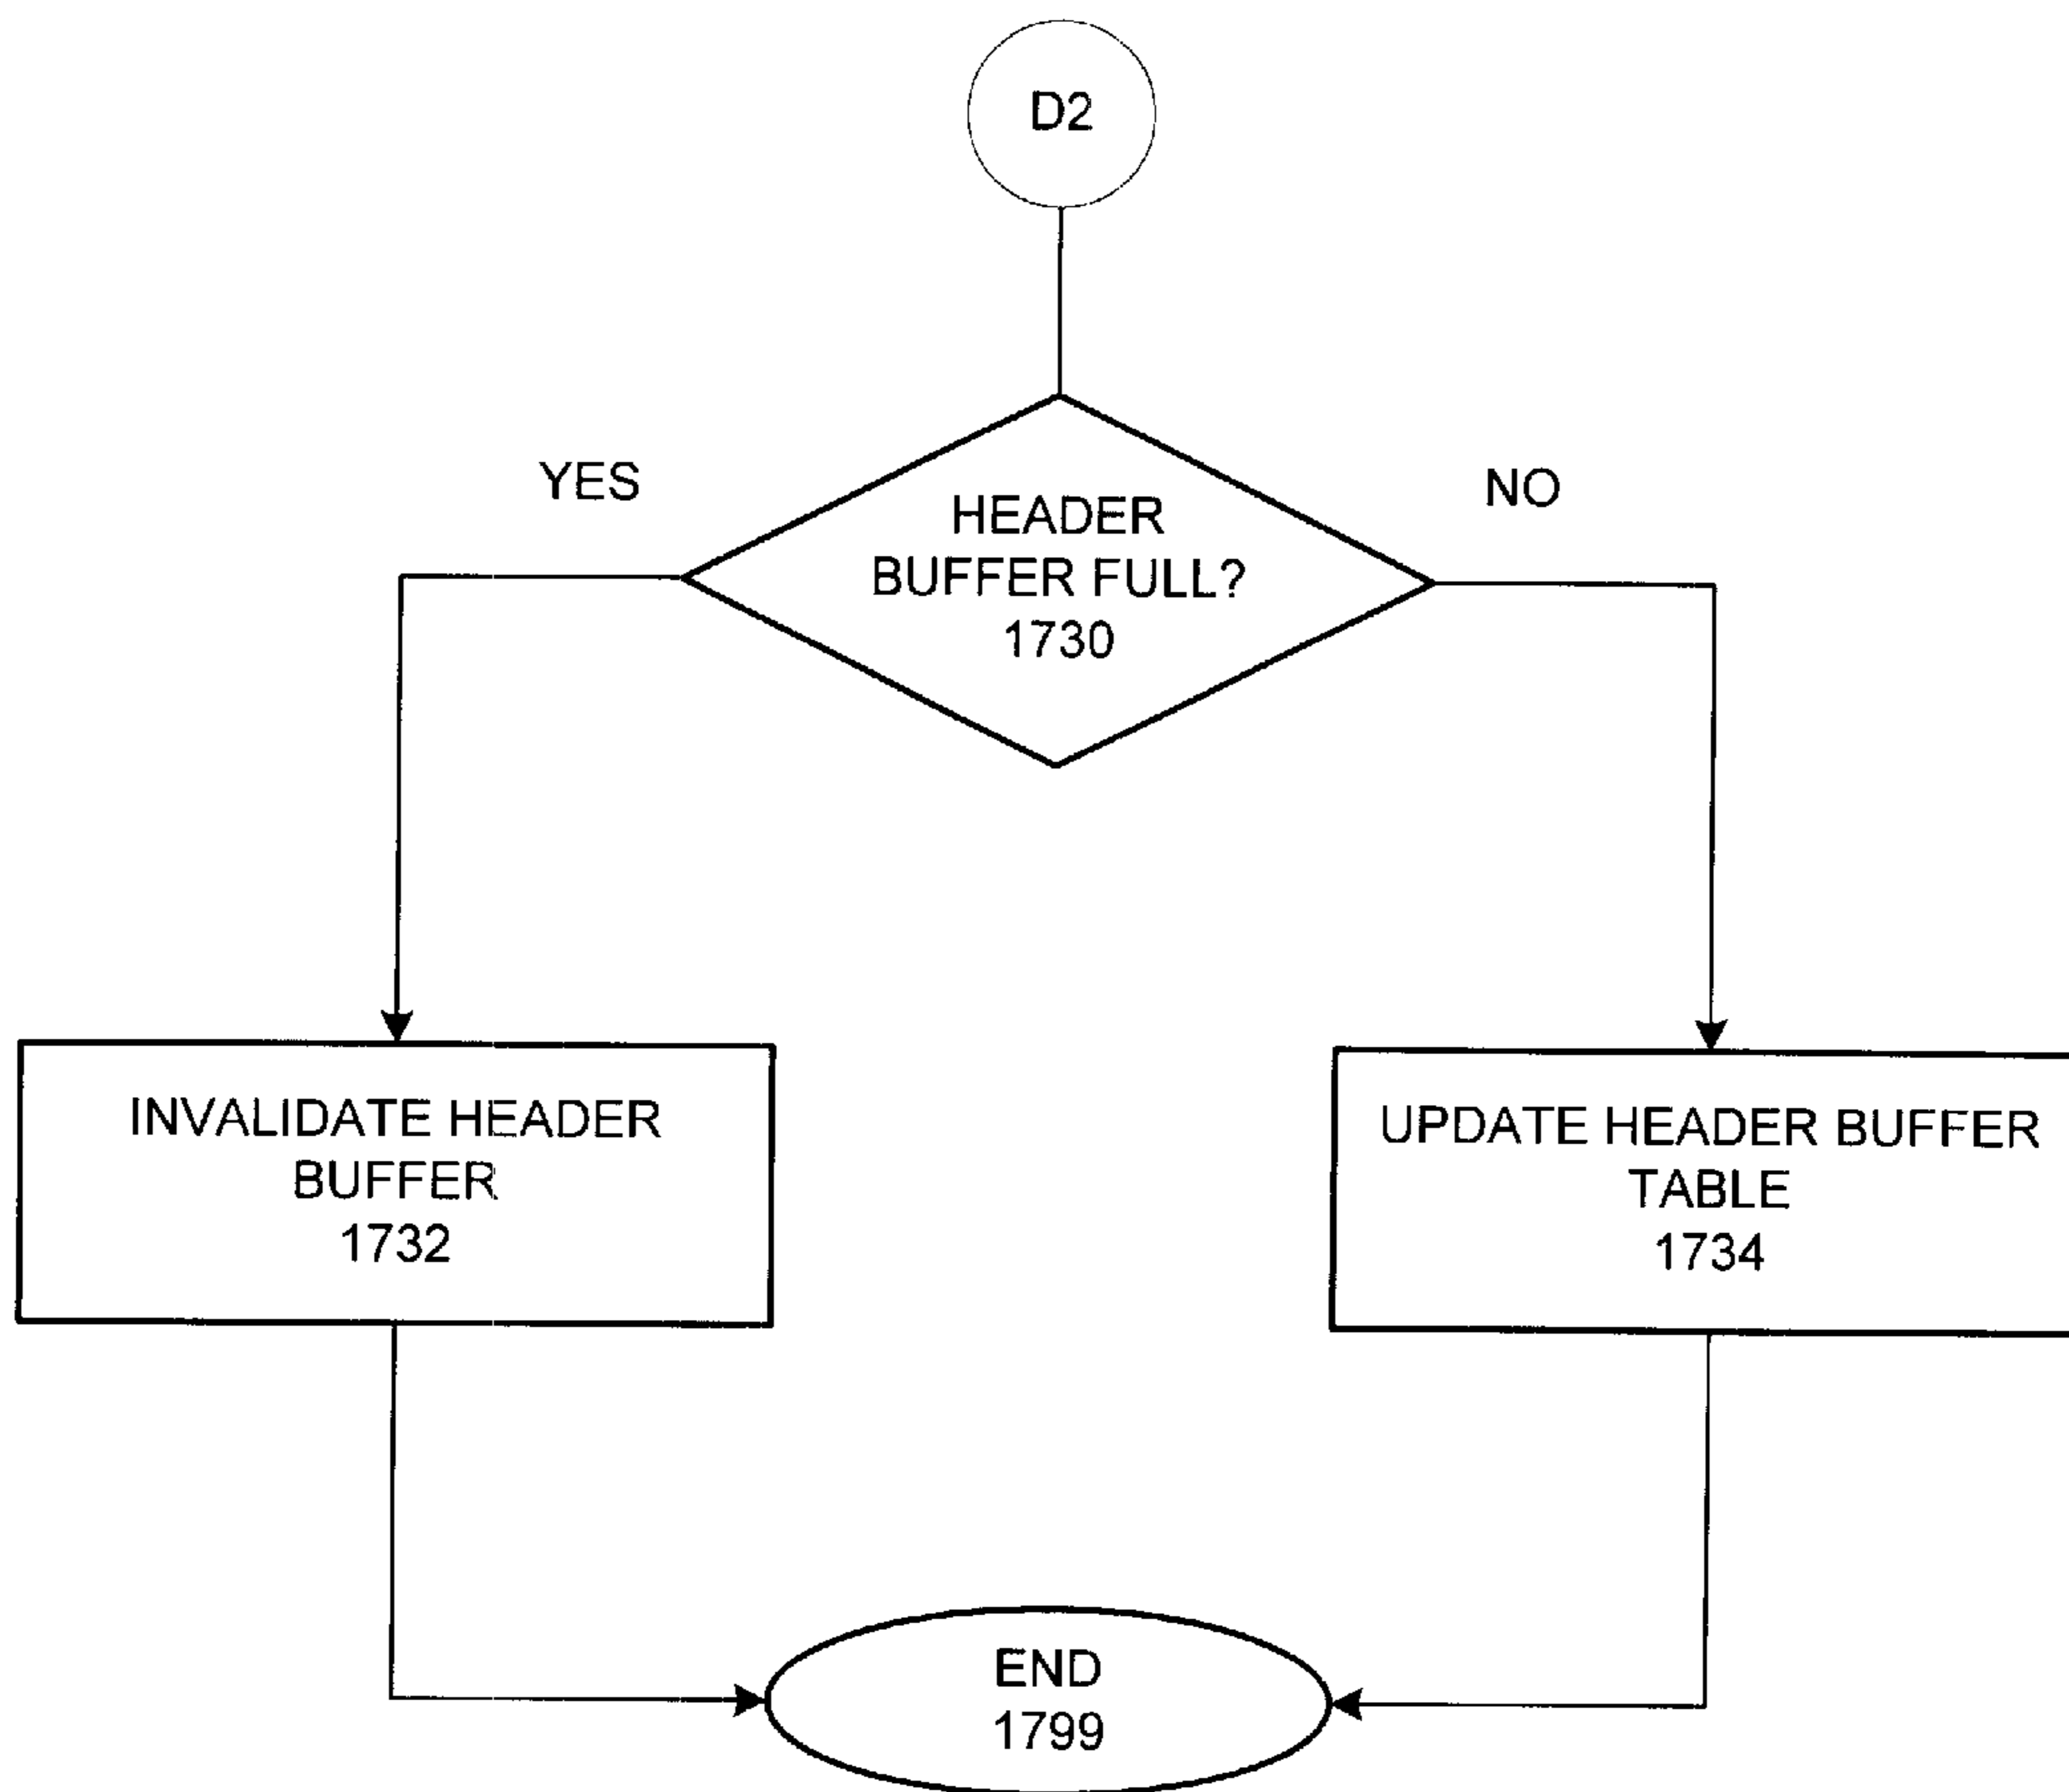 D2
YES
NO
HEADER
BUFFER FULL?
1730
INVALIDATE HEADER
BUFFER
1732
UPDATE HEADER BUFFER
TABLE
1734
END
1799